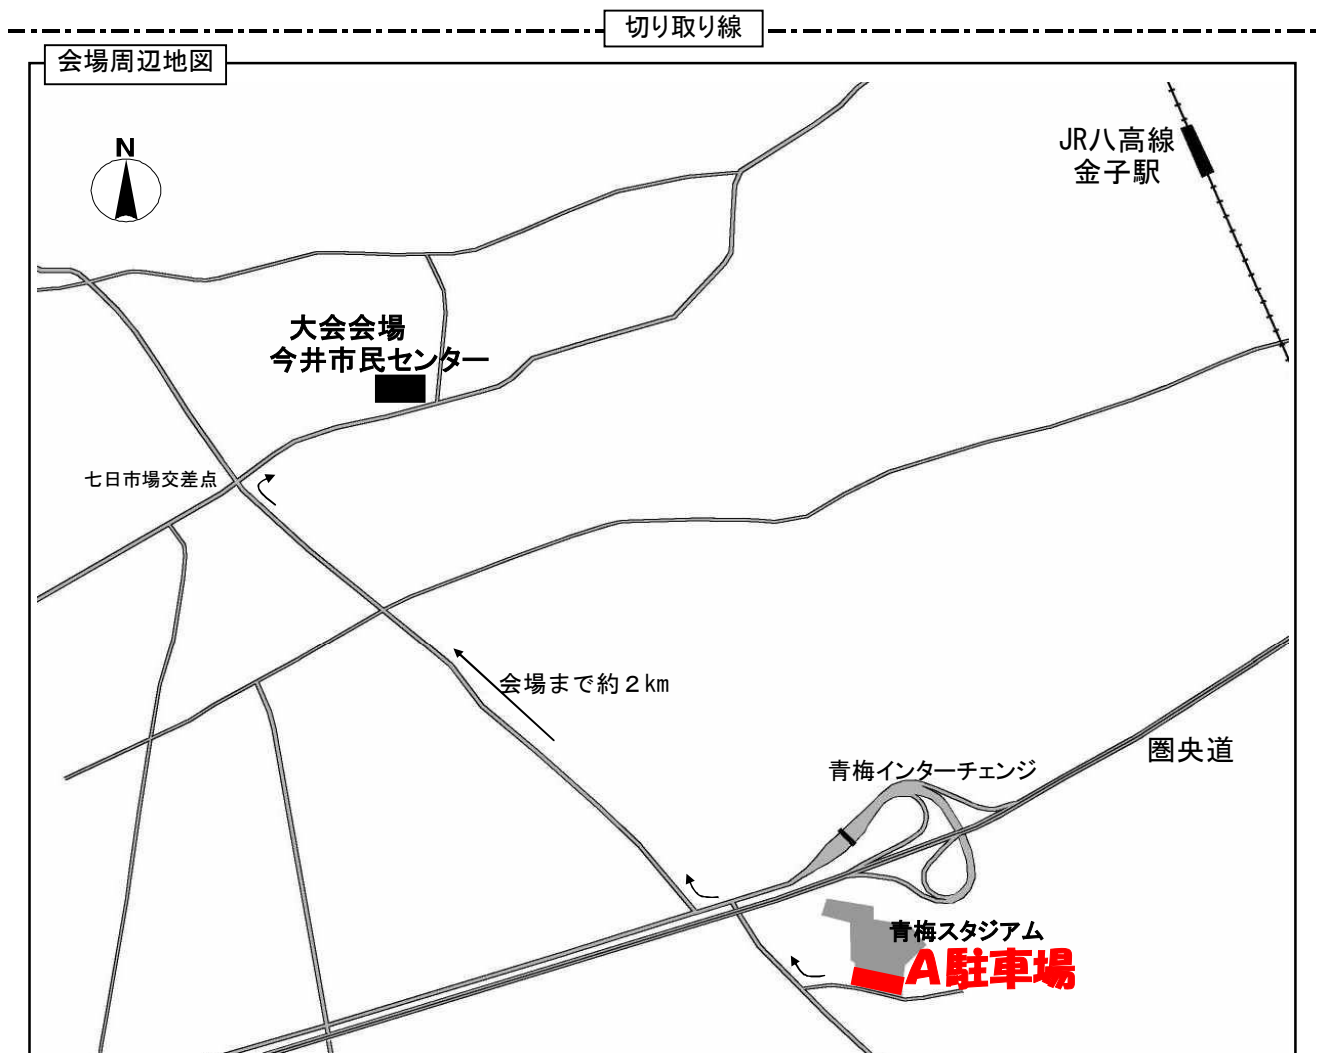 切り取り線
会場周辺地図
N
JR八高線
金子駅
大会会場
今井市民センター
七日市場交差点
会場まで約２km
圏央道
青梅インターチェンジ
青梅スタジアム
A駐車場